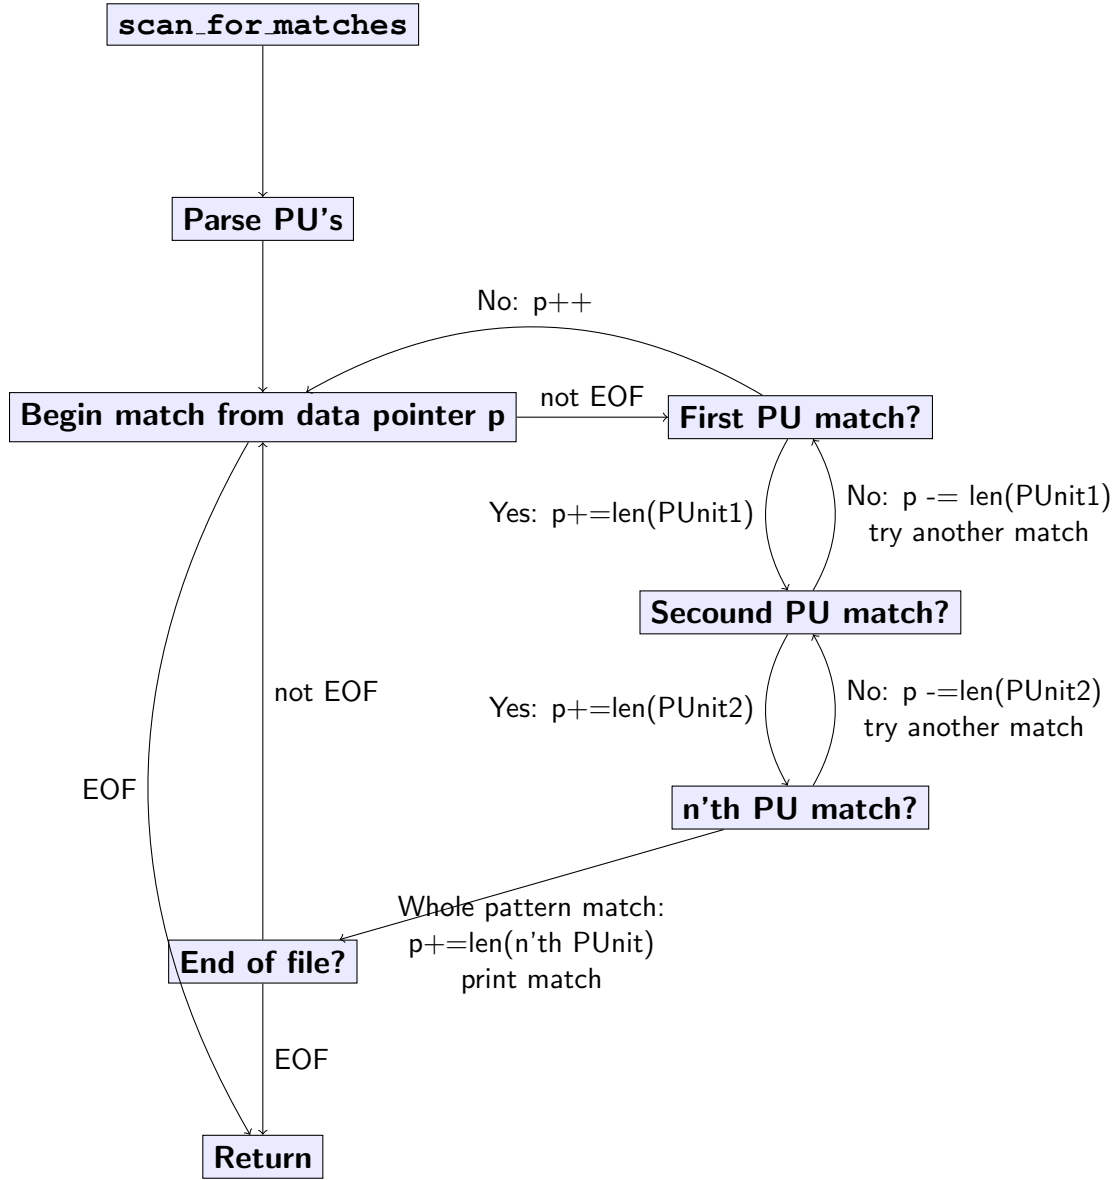 scan_for_matches
Parse PU's
No: p++
Begin match from data pointer p
not EOF
First PU match?
Yes: p+=len(PUnit1)
No: p -= len(PUnit1)
try another match
Secound PU match?
Yes: p+=len(PUnit2)
No: p -=len(PUnit2)
try another match
not EOF
EOF
n'th PU match?
Whole pattern match:
p+=len(n'th PUnit)
print match
End of file?
EOF
Return